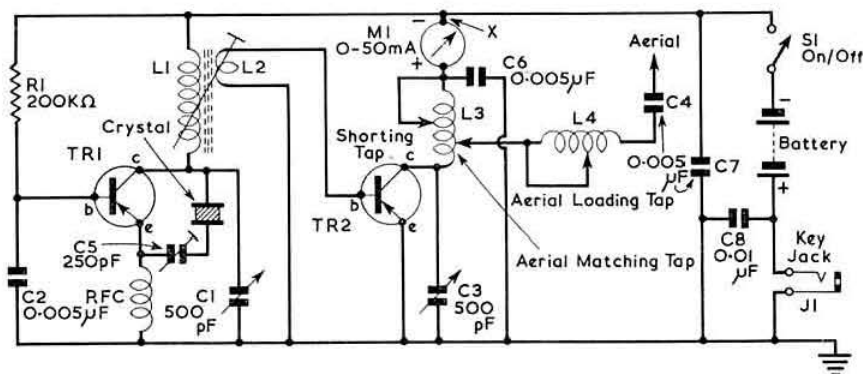 R1
200KΩ
L1
L2
Crystal
TR1
c
b
e
C5
250pF
C2
0·005µF
RFC
C1
500
pF
−
M1
0-50mA
+
X
C6
0·005µF
L3
Shorting
Tap
TR2
c
b
e
C3
500
pF
Aerial
C4
L4
0·005
µF
Aerial Loading Tap
Aerial Matching Tap
C7
C8
0·01
µF
S1
On/Off
−
Battery
+
Key
Jack
J1